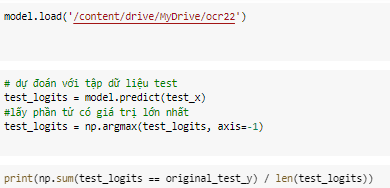 model.load('/content/drive/MyDrive/ocr22')
# dự đoán với tập dữ liệu test
test_logits = model.predict(test_x)
#lấy phần tử có giá trị lớn nhất
test_logits = np.argmax(test_logits, axis=-1)
print(np.sum(test_logits == original_test_y) / len(test_logits))